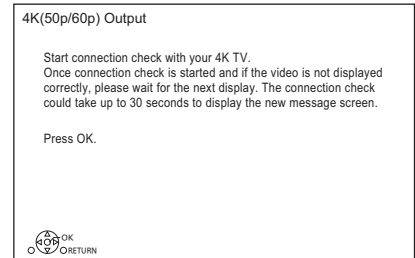 4K(50p/60p) Output
Start connection check with your 4K TV.
Once connection check is started and if the video is not displayed
correctly, please wait for the next display. The connection check
could take up to 30 seconds to display the new message screen.
Press OK.
OK
RETURN